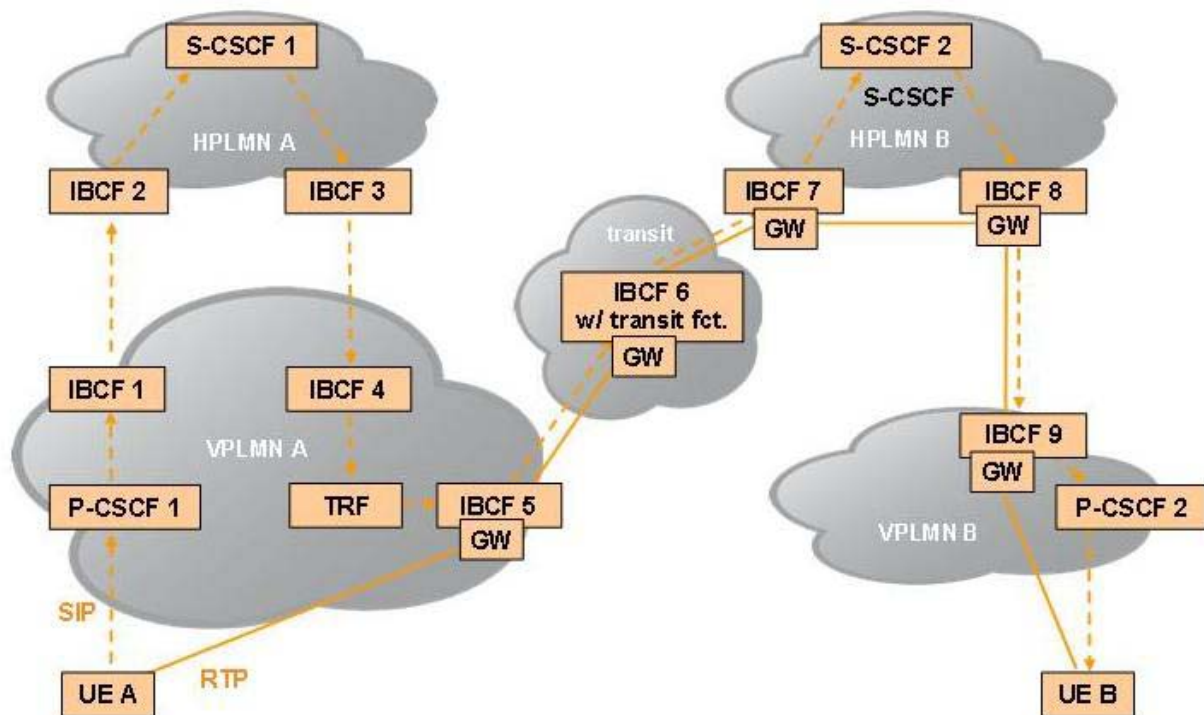 S-CSCF 1
S-CSCF 2
S-CSCF
HPLMN A
HPLMN B
IBCF 2
IBCF 3
IBCF 7
GW
IBCF 8
GW
transit
IBCF 6
w/ transit fct.
GW
IBCF 1
IBCF 4
VPLMN A
IBCF 9
GW
P-CSCF 1
TRF
IBCF 5
GW
P-CSCF 2
VPLMN B
SIP
RTP
UE A
UE B